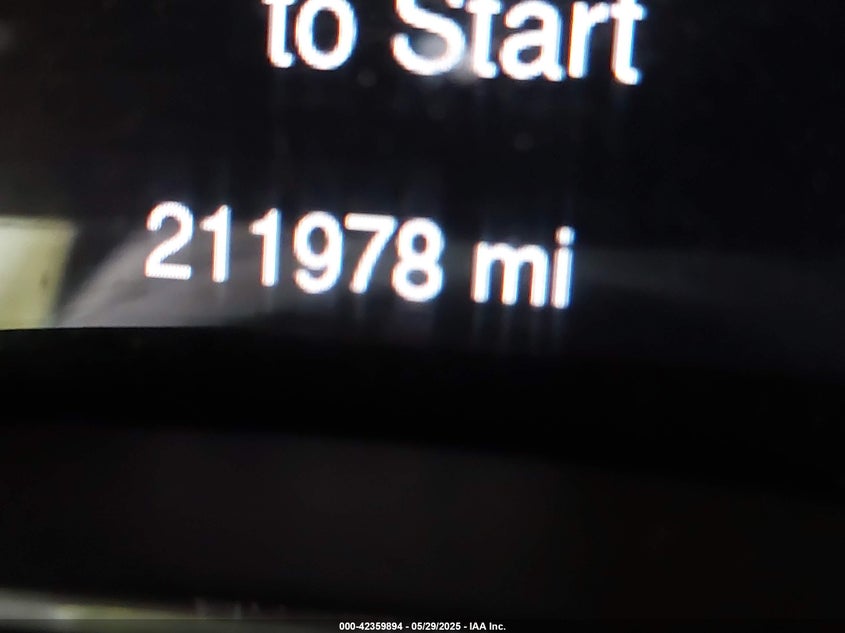 to Start
211978 mi
000-42359894 - 05/29/2025 - IAA Inc.